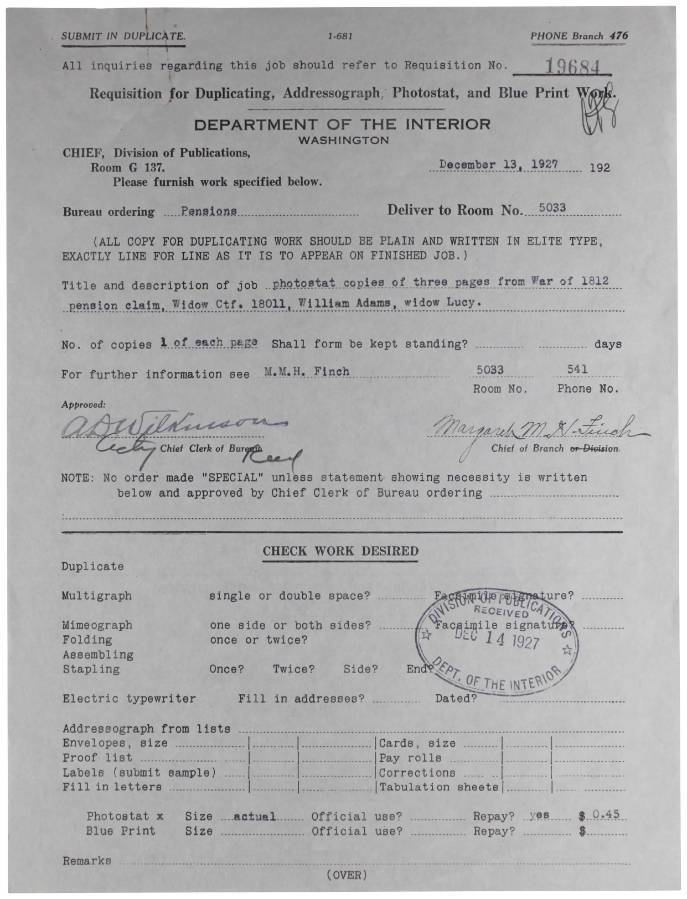 SUBMIT IN DUPLICATE. 1-681 PHONE Branch 476
All inquiries regarding this job should refer to Requisition No. 19684
Requisition for Duplicating, Addressograph, Photostat, and Blue Print Work.
DEPARTMENT OF THE INTERIOR
WASHINGTON
CHIEF, Division of Publications,
Room G 137.
December 13, 1927 192
Please furnish work specified below.
Bureau ordering Pensions Deliver to Room No. 5033
(ALL COPY FOR DUPLICATING WORK SHOULD BE PLAIN AND WRITTEN IN ELITE TYPE,
EXACTLY LINE FOR LINE AS IT IS TO APPEAR ON FINISHED JOB.)
Title and description of job photostat copies of three pages from War of 1812
pension claim, Widow Ctf. 18011, William Adams, widow Lucy.
No. of copies 1 of each page Shall form be kept standing? days
For further information see M.M.H. Finch 5033 541
Room No. Phone No.
Approved:
A D Wilkinson Margaret M. H. Finch
Actg Chief Clerk of Bureau Chief of Branch or Division.
NOTE: No order made "SPECIAL" unless statement showing necessity is written
below and approved by Chief Clerk of Bureau ordering
CHECK WORK DESIRED
Duplicate
Multigraph single or double space? Facsimile signature?
Mimeograph one side or both sides? Facsimile signature?
Folding once or twice?
Assembling
Stapling Once? Twice? Side? End?
DIVISION OF PUBLICATIONS
RECEIVED
DEC 14 1927
DEPT. OF THE INTERIOR
Electric typewriter Fill in addresses? Dated?
Addressograph from lists
Envelopes, size Cards, size
Proof list Pay rolls
Labels (submit sample) Corrections
Fill in letters Tabulation sheets
Photostat x Size actual Official use? Repay? yes $ 0.45
Blue Print Size Official use? Repay? $
Remarks
(OVER)